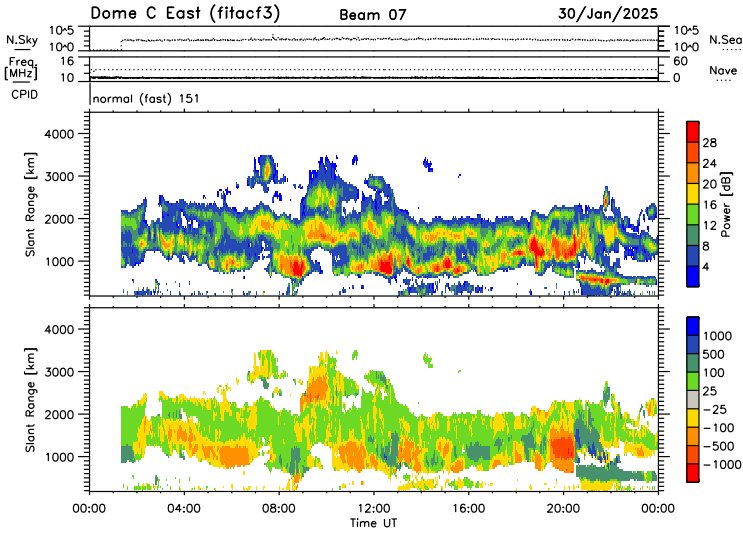 Dome C East (fitacf3) Beam 07 30/Jan/2025
N.Sky 10^5 10^0 10^5 10^0 N.Sea
Freq. [MHz] 16 10 60 0 Nave
CPID normal (fast) 151
Slant Range [km] 4000 3000 2000 1000
28 24 20 16 12 8 4 Power [dB]
Slant Range [km] 4000 3000 2000 1000
1000 500 100 25 -25 -100 -500 -1000
00:00 04:00 08:00 12:00 16:00 20:00 00:00
Time UT